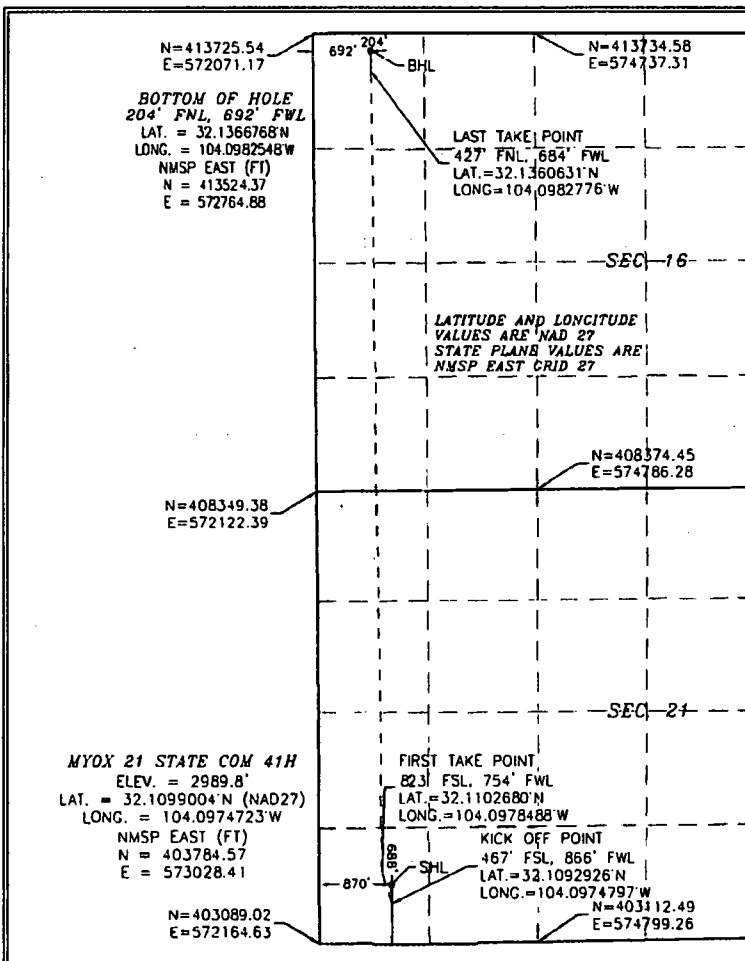 N=413725.54
E=572071.17
692'
204'
BHL
N=413734.58
E=574737.31
BOTTOM OF HOLE
204' FNL, 692' FWL
LAT. = 32.1366768'N
LONG. = 104.0982548'W
NMSP EAST (FT)
N = 413524.37
E = 572764.88
LAST TAKE POINT
427' FNL, 684' FWL
LAT.=32.1360631'N
LONG=104.0982776'W
SEC 16
LATITUDE AND LONGITUDE
VALUES ARE NAD 27
STATE PLANE VALUES ARE
NMSP EAST GRID 27
N=408374.45
E=574786.28
N=408349.38
E=572122.39
SEC 21
MYOX 21 STATE COM 41H
ELEV. = 2989.8'
LAT. = 32.1099004'N (NAD27)
LONG. = 104.0974723'W
NMSP EAST (FT)
N = 403784.57
E = 573028.41
FIRST TAKE POINT
823' FSL, 754' FWL
LAT.=32.1102680'N
LONG.=104.0978488'W
KICK OFF POINT
467' FSL, 866' FWL
LAT.=32.1092926'N
LONG.=104.0974797'W
688'
SHL
870'
N=403089.02
E=572164.63
N=403112.49
E=574799.26